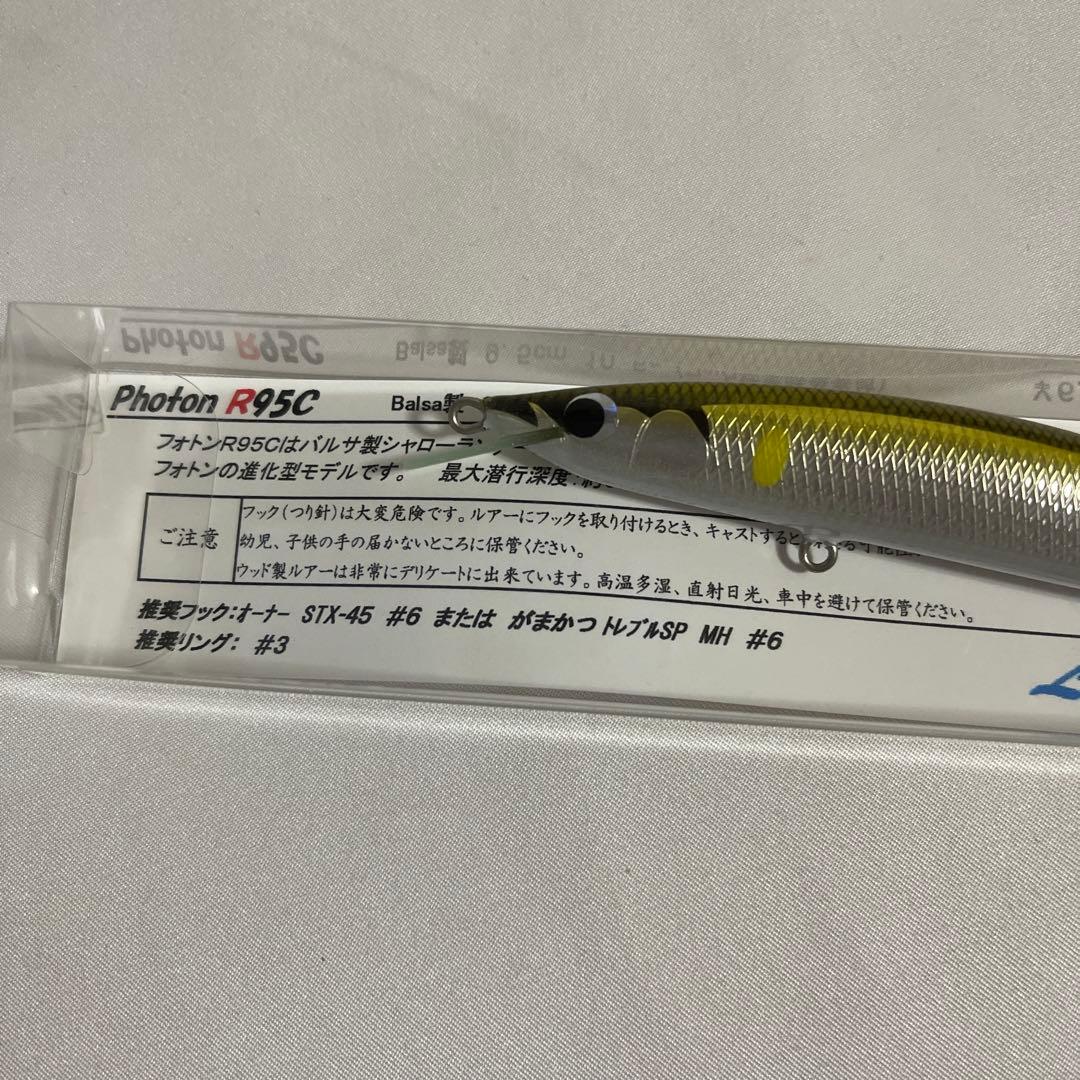 Photon R95C
Balsa製
フォトンR95Cはバルサ製シャローラン
フォトンの進化型モデルです。 最大潜行深度:約
ご注意
フック(つり針)は大変危険です。ルアーにフックを取り付けるとき、キャストすると
幼児、子供の手の届かないところに保管ください。
ウッド製ルアーは非常にデリケートに出来ています。高温多湿、直射日光、車中を避けて保管ください。
推奨フック:オーナー STX-45 #6 または がまかつ トレブルSP MH #6
推奨リング: #3